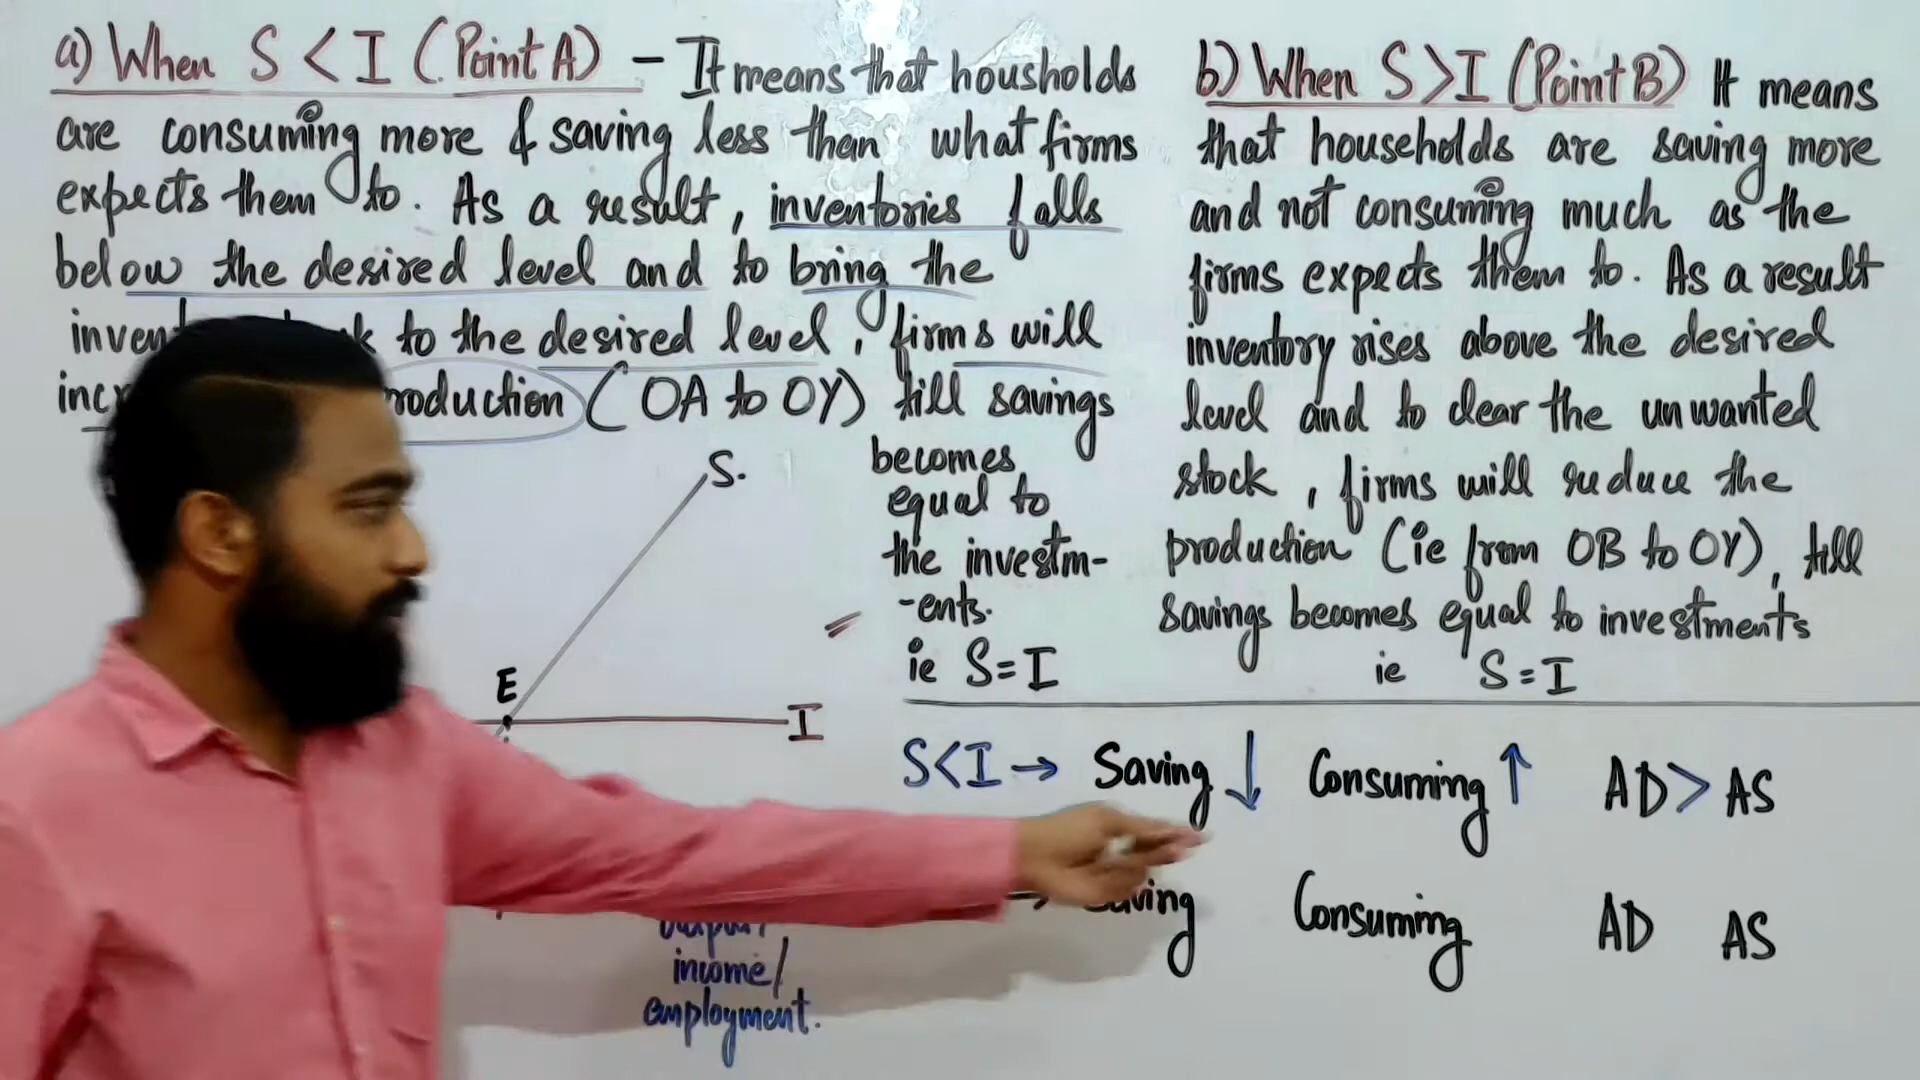 a) When S < I (Point A) - It means that housholds
are consuming more & saving less than what firms
expects them to. As a result, inventories falls
below the desired level and to bring the
to the desired level, firms will
(OA to OY) till savings
becomes
equal to
the investm-
-ents.
ie S=I
b) When S>I (Point B) It means
that households are saving more
and not consuming much as the
firms expects them to. As a result
inventory rises above the desired
level and to clear the unwanted
stock, firms will reduce the
production (ie from OB to OY), till
savings becomes equal to investments
ie S=I
S.
E
I
income/
employment.
S<I → Saving ↓ Consuming ↑ AD > AS
Consuming AD AS